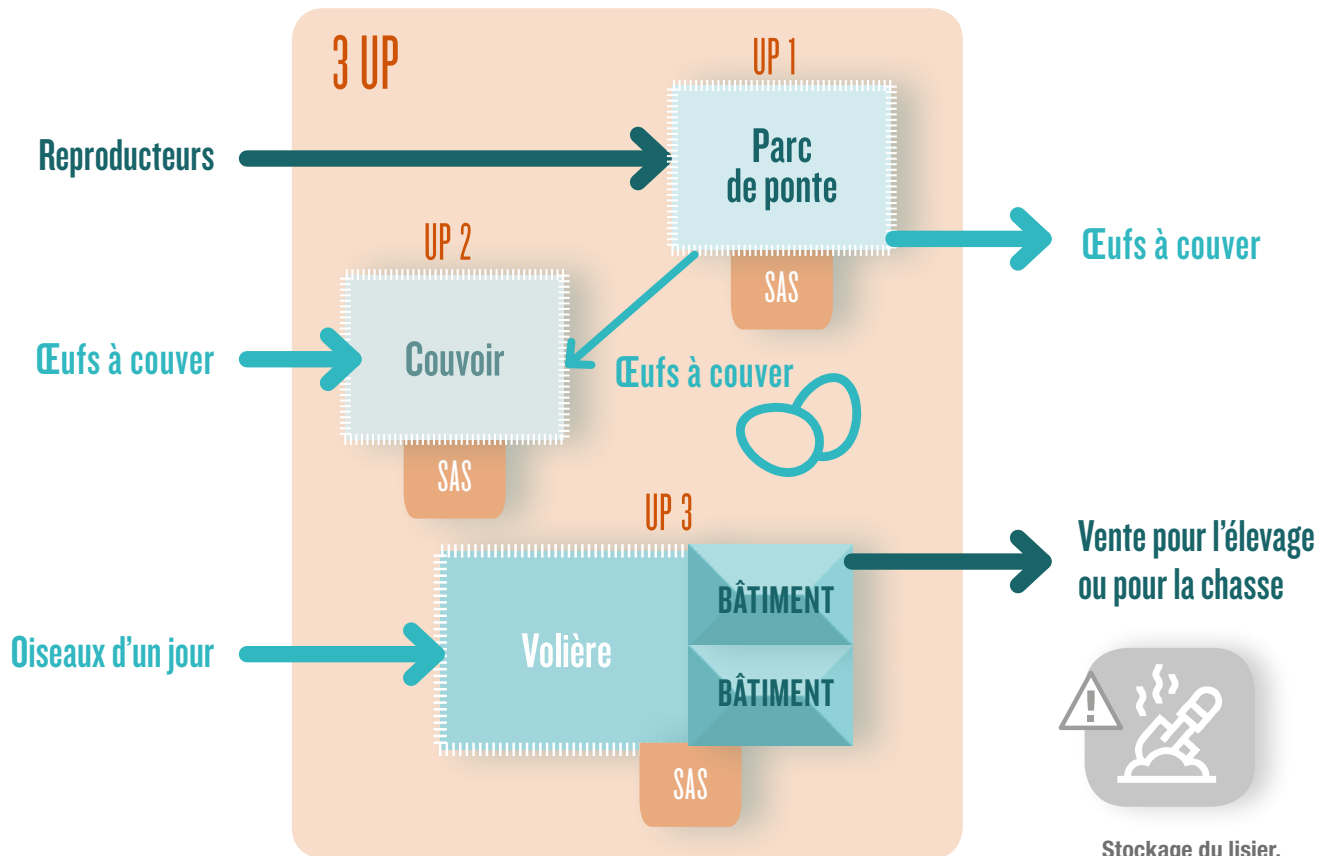 3 UP
UP 1
Reproducteurs
Parc
de ponte
UP 2
Œufs à couver
SAS
Œufs à couver
Couvoir
Œufs à couver
SAS
UP 3
Vente pour l'élevage
ou pour la chasse
BÂTIMENT
Oiseaux d'un jour
Volière
BÂTIMENT
SAS
Stockage du lisier.